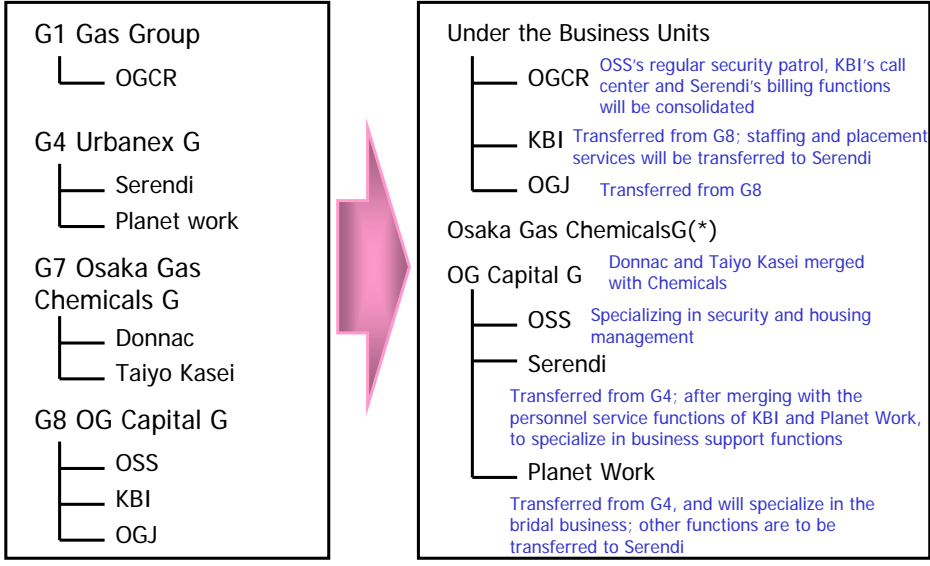 G1 Gas Group
OGCR
G4 Urbanex G
Serendi
Planet work
G7 Osaka Gas
Chemicals G
Donnac
Taiyo Kasei
G8 OG Capital G
OSS
KBI
OGJ
Under the Business Units
OGCR
OSS's regular security patrol, KBI's call
center and Serendi's billing functions
will be consolidated
KBI
Transferred from G8; staffing and placement
services will be transferred to Serendi
OGJ
Transferred from G8
Osaka Gas ChemicalsG(*)
Donnac and Taiyo Kasei merged
with Chemicals
OG Capital G
OSS
Specializing in security and housing
management
Serendi
Transferred from G4; after merging with the
personnel service functions of KBI and Planet Work,
to specialize in business support functions
Planet Work
Transferred from G4, and will specialize in the
bridal business; other functions are to be
transferred to Serendi